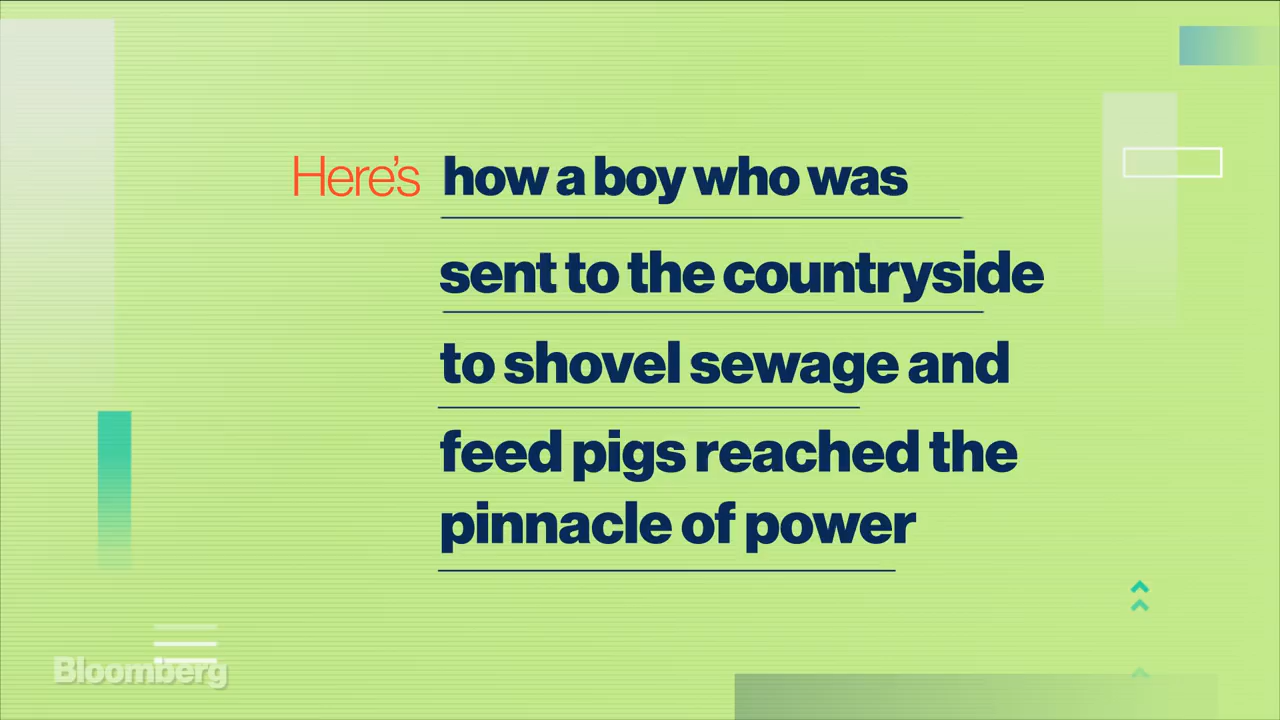 Here's how a boy who was
sent to the countryside
to shovel sewage and
feed pigs reached the
pinnacle of power
Bloomberg